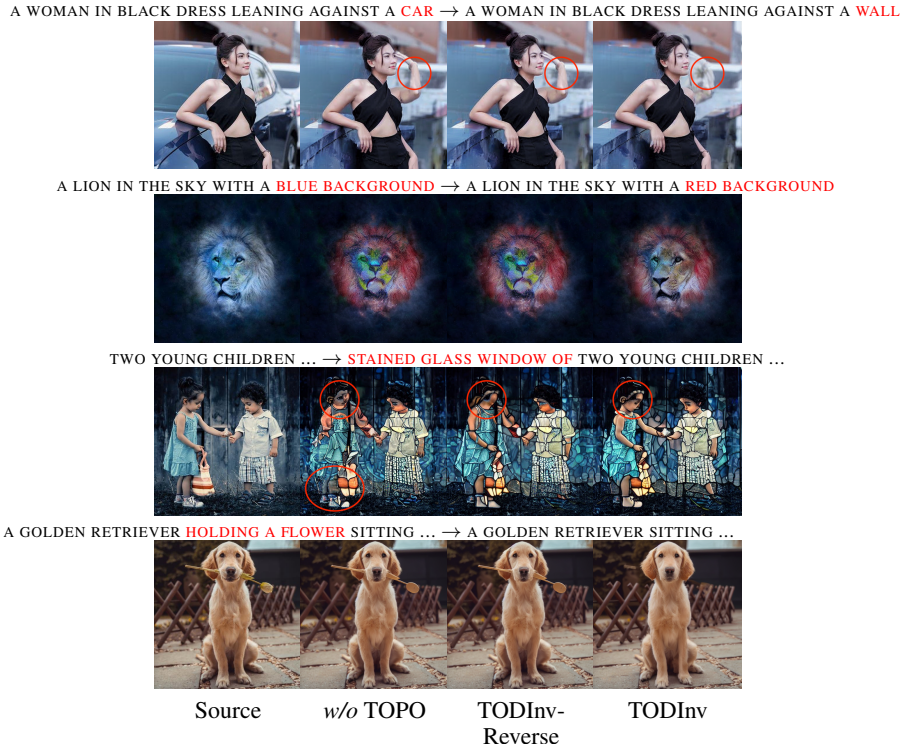 A WOMAN IN BLACK DRESS LEANING AGAINST A CAR → A WOMAN IN BLACK DRESS LEANING AGAINST A WALL
A LION IN THE SKY WITH A BLUE BACKGROUND → A LION IN THE SKY WITH A RED BACKGROUND
TWO YOUNG CHILDREN ... → STAINED GLASS WINDOW OF TWO YOUNG CHILDREN ...
A GOLDEN RETRIEVER HOLDING A FLOWER SITTING ... → A GOLDEN RETRIEVER SITTING ...
Source w/o TOPO TODInv- TODInv
Reverse